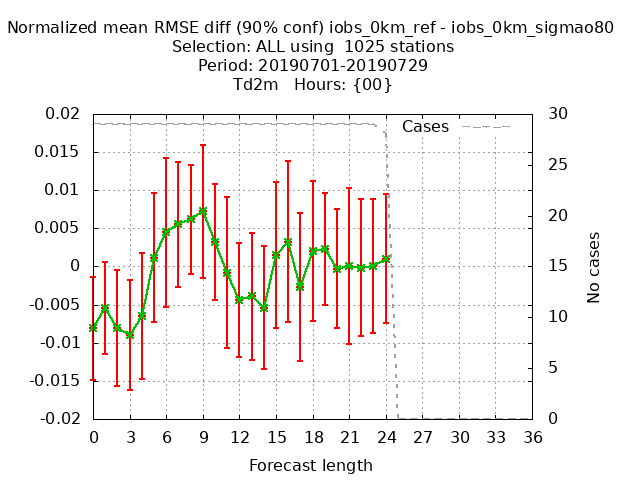 Normalized mean RMSE diff (90% conf) iobs_0km_ref - iobs_0km_sigmao80
Selection: ALL using  1025 stations
Period: 20190701-20190729
Td2m   Hours: {00}
Cases
0.02
0.015
0.01
0.005
0
-0.005
-0.01
-0.015
-0.02
30
25
20
15
10
5
0
No cases
0 3 6 9 12 15 18 21 24 27 30 33 36
Forecast length